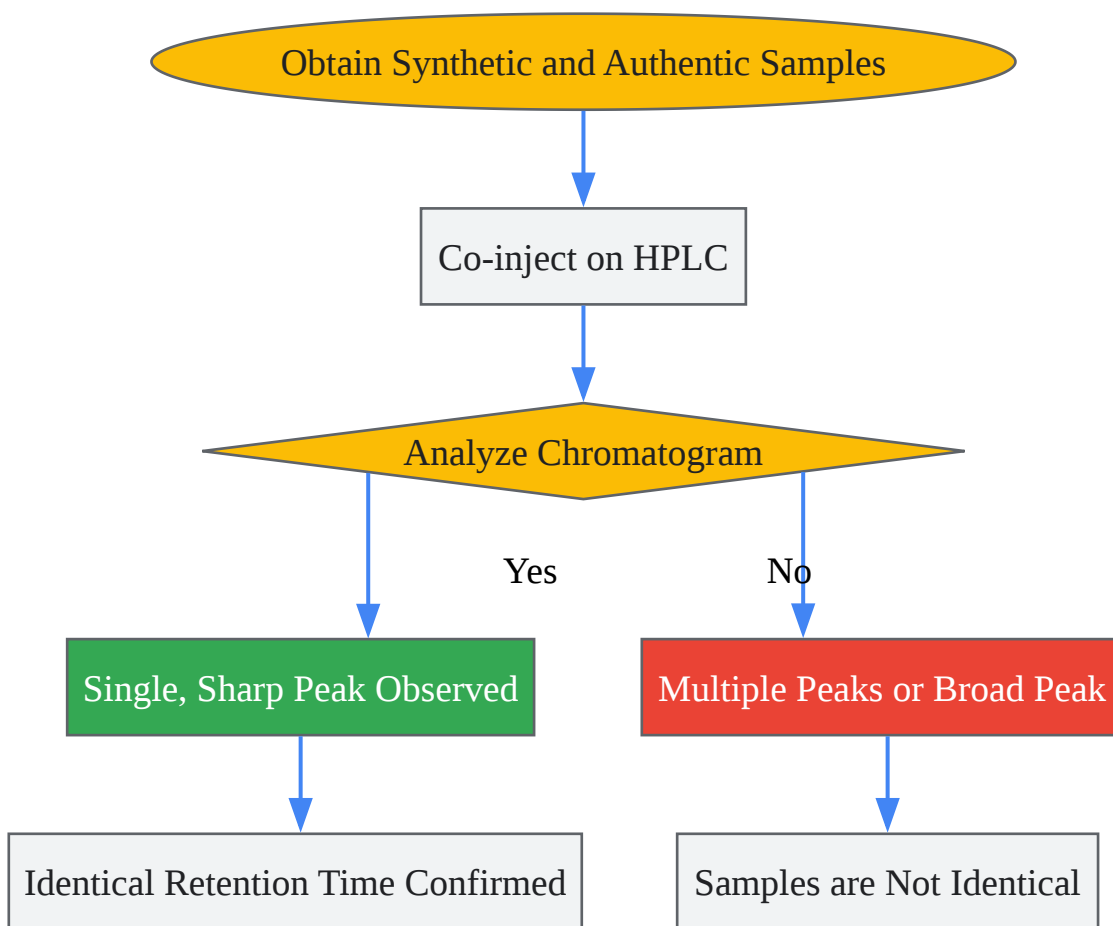 Obtain Synthetic and Authentic Samples
Co-inject on HPLC
Analyze Chromatogram
Yes
No
Single, Sharp Peak Observed
Multiple Peaks or Broad Peak
Identical Retention Time Confirmed
Samples are Not Identical